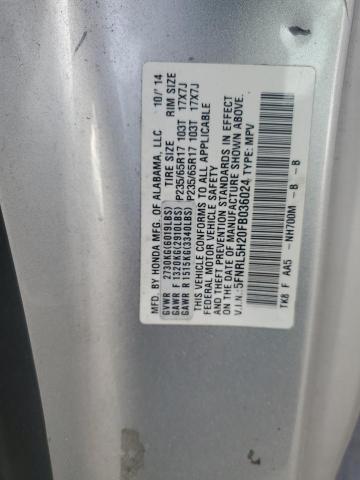 MFD. BY HONDA MFG. OF ALABAMA, LLC 10/'14
GVWR 2730KG(6019LBS) TIRE SIZE RIM SIZE
GAWR F 1320KG(2910LBS) P235/65R17 103T 17X7J
GAWR R 1515KG(3340LBS) P235/65R17 103T 17X7J
THIS VEHICLE CONFORMS TO ALL APPLICABLE
FEDERAL MOTOR VEHICLE SAFETY
AND THEFT PREVENTION STANDARDS IN EFFECT
ON THE DATE OF MANUFACTURE SHOWN ABOVE.
V.I.N.: 5FNRL5H20FB036024 TYPE: MPV
TK8 F AA5 -NH700M -B -B